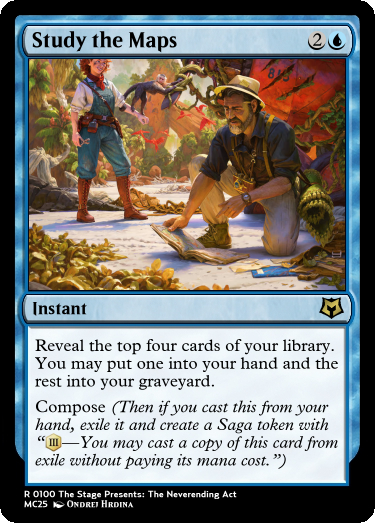 Study the Maps 2
Instant
Reveal the top four cards of your library.
You may put one into your hand and the
rest into your graveyard.
Compose (Then if you cast this from your
hand, exile it and create a Saga token with
“III—You may cast a copy of this card from
exile without paying its mana cost.”)
R 0100 The Stage Presents: The Neverending Act
MC25 Ondrej Hrdina